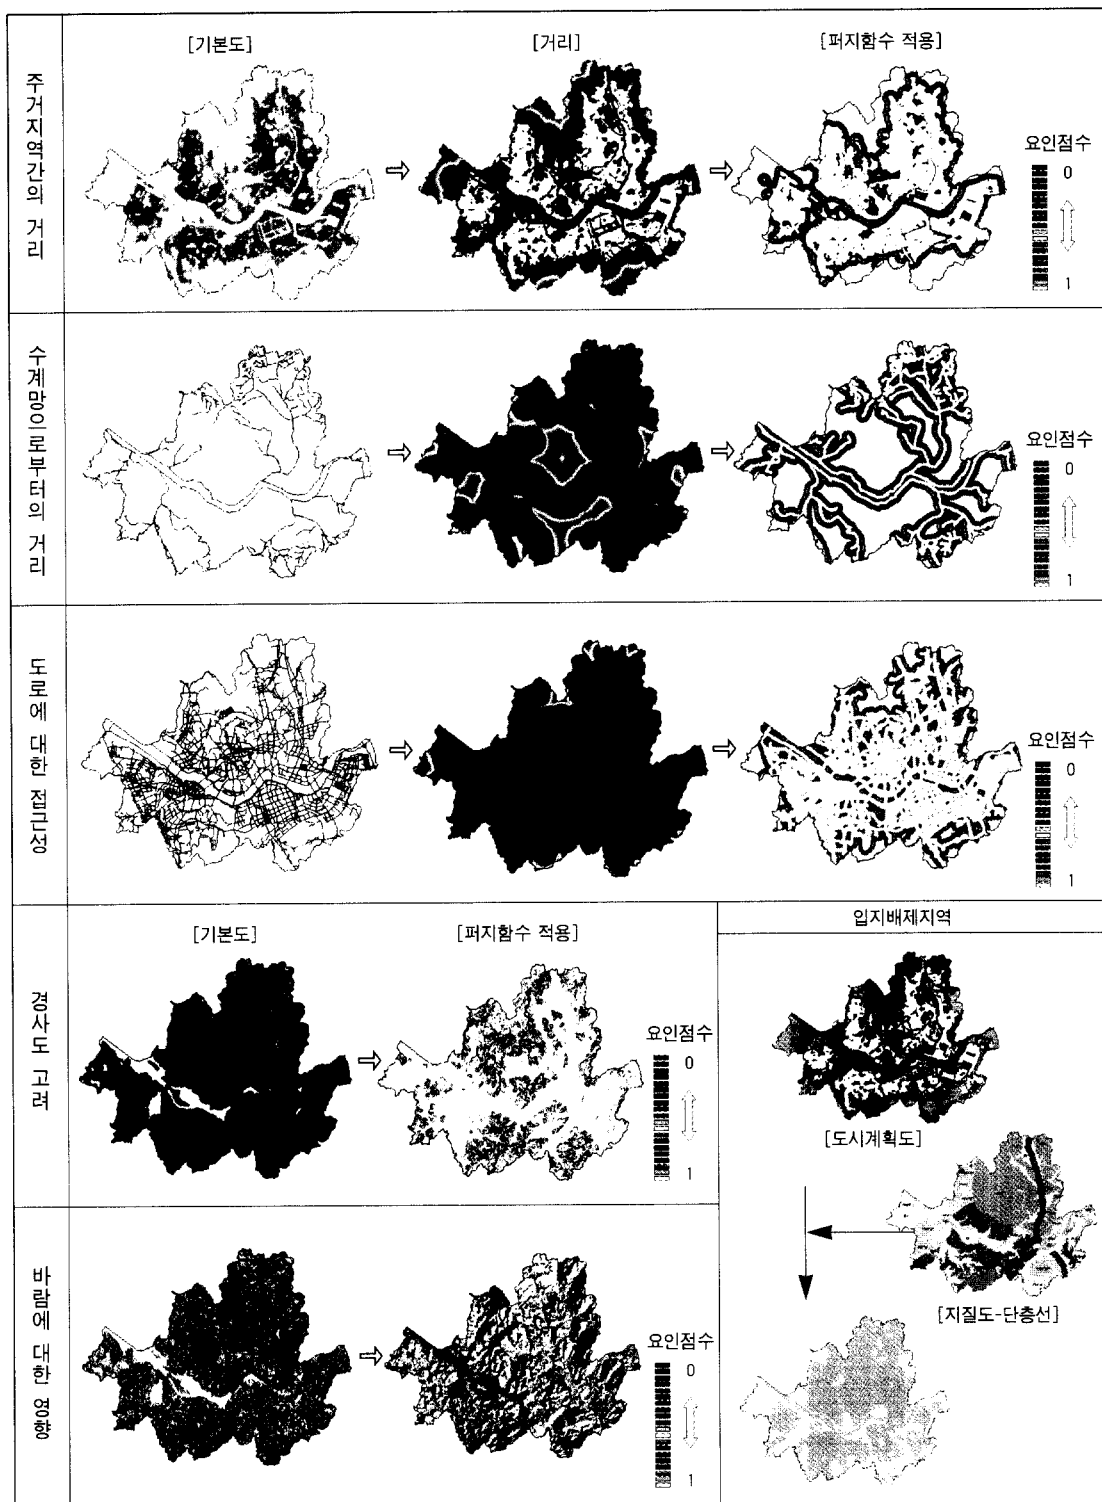 [기본도]
[거리]
[퍼지함수 적용]
주거지역간의 거리
요인점수
0
1
수계망으로부터의 거리
요인점수
0
1
도로에 대한 접근성
요인점수
0
1
[기본도]
[퍼지함수 적용]
입지배제지역
경사도 고려
요인점수
0
1
[도시계획도]
[지질도-단층선]
바람에 대한 영향
요인점수
0
1